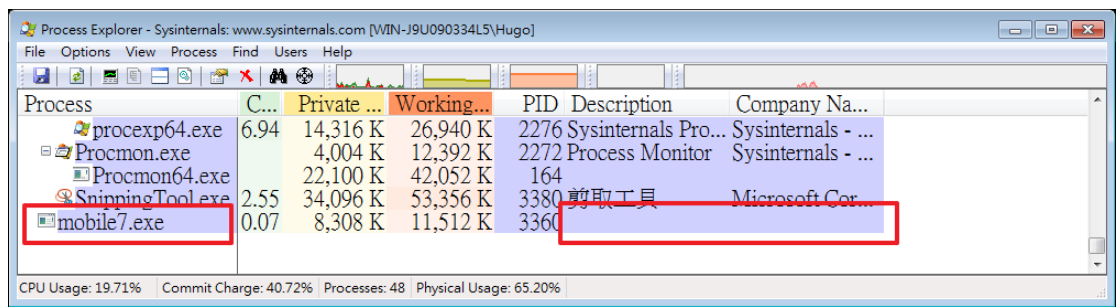 Process Explorer - Sysinternals: www.sysinternals.com [WIN-J9U090334L5\Hugo]
File Options View Process Find Users Help
Process C... Private ... Working... PID Description Company Na...
procexp64.exe 6.94 14,316 K 26,940 K 2276 Sysinternals Pro... Sysinternals - ...
Procmon.exe 4,004 K 12,392 K 2272 Process Monitor Sysinternals - ...
Procmon64.exe 22,100 K 42,052 K 164
SnippingTool.exe 2.55 34,096 K 53,356 K 3380 剪取工具 Microsoft Cor...
mobile7.exe 0.07 8,308 K 11,512 K 3360
CPU Usage: 19.71% Commit Charge: 40.72% Processes: 48 Physical Usage: 65.20%